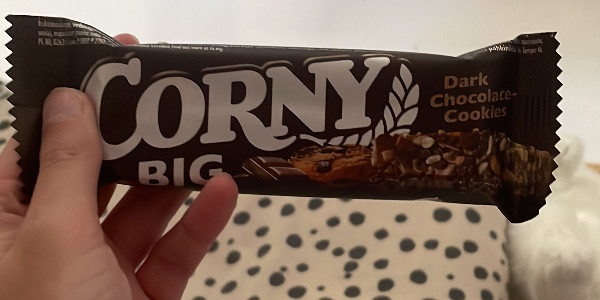 CORNY
BIG
Dark
Chocolate-
Cookies